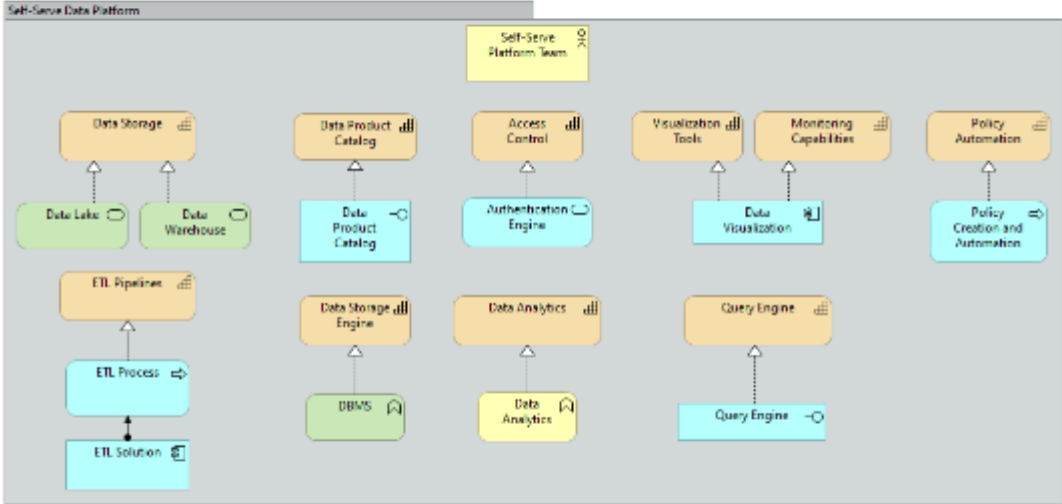 Self-Serve Data Platform
Self-Serve
Platform Team
Data Storage
Data Product
Catalog
Access
Control
Visualization
Tools
Monitoring
Capabilities
Policy
Automation
Data Lake
Data
Warehouse
Data
Product
Catalog
Authentication
Engine
Data
Visualization
Policy
Creation and
Automation
ETL Pipelines
Data Storage
Engine
Data Analytics
Query Engine
ETL Process
DBMS
Data
Analytics
Query Engine
ETL Solution